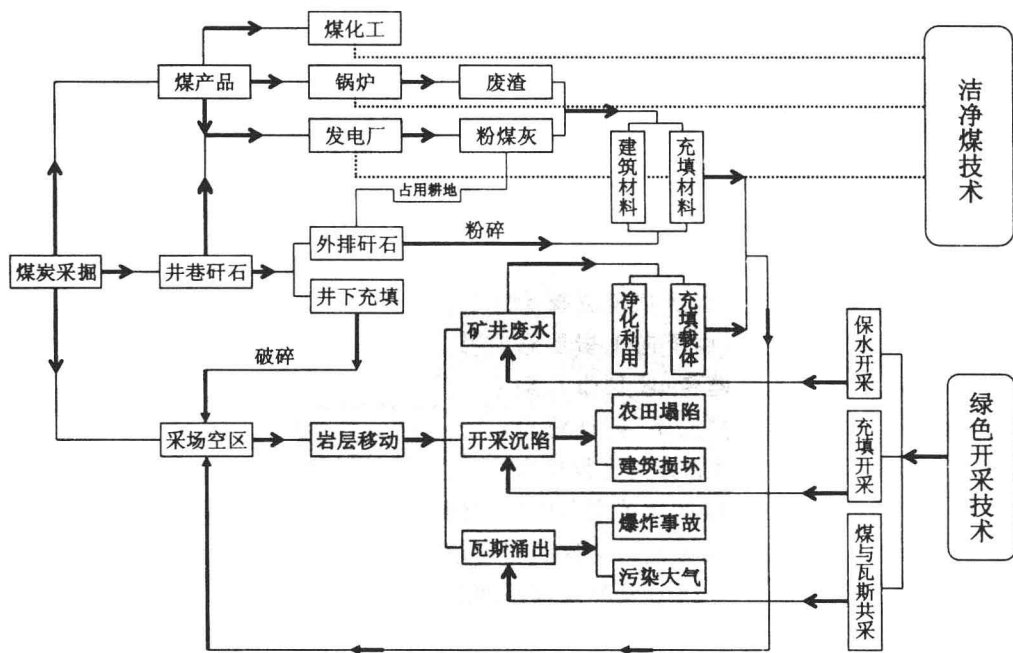 煤化工
煤产品
锅炉
废渣
发电厂
粉煤灰
建筑材料
充填材料
洁净煤技术
占用耕地
外排矸石
粉碎
煤炭采掘
井巷矸石
井下充填
矿井废水
净化利用
充填载体
保水开采
破碎
采场空区
岩层移动
开采沉陷
农田塌陷
建筑损坏
充填开采
绿色开采技术
瓦斯涌出
爆炸事故
污染大气
煤与瓦斯共采